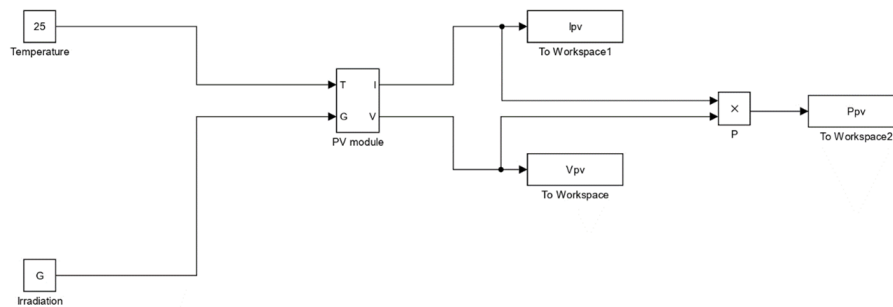 25
Temperature
T
I
G
V
PV module
Ipv
To Workspace1
×
P
Ppv
To Workspace2
Vpv
To Workspace
G
Irradiation